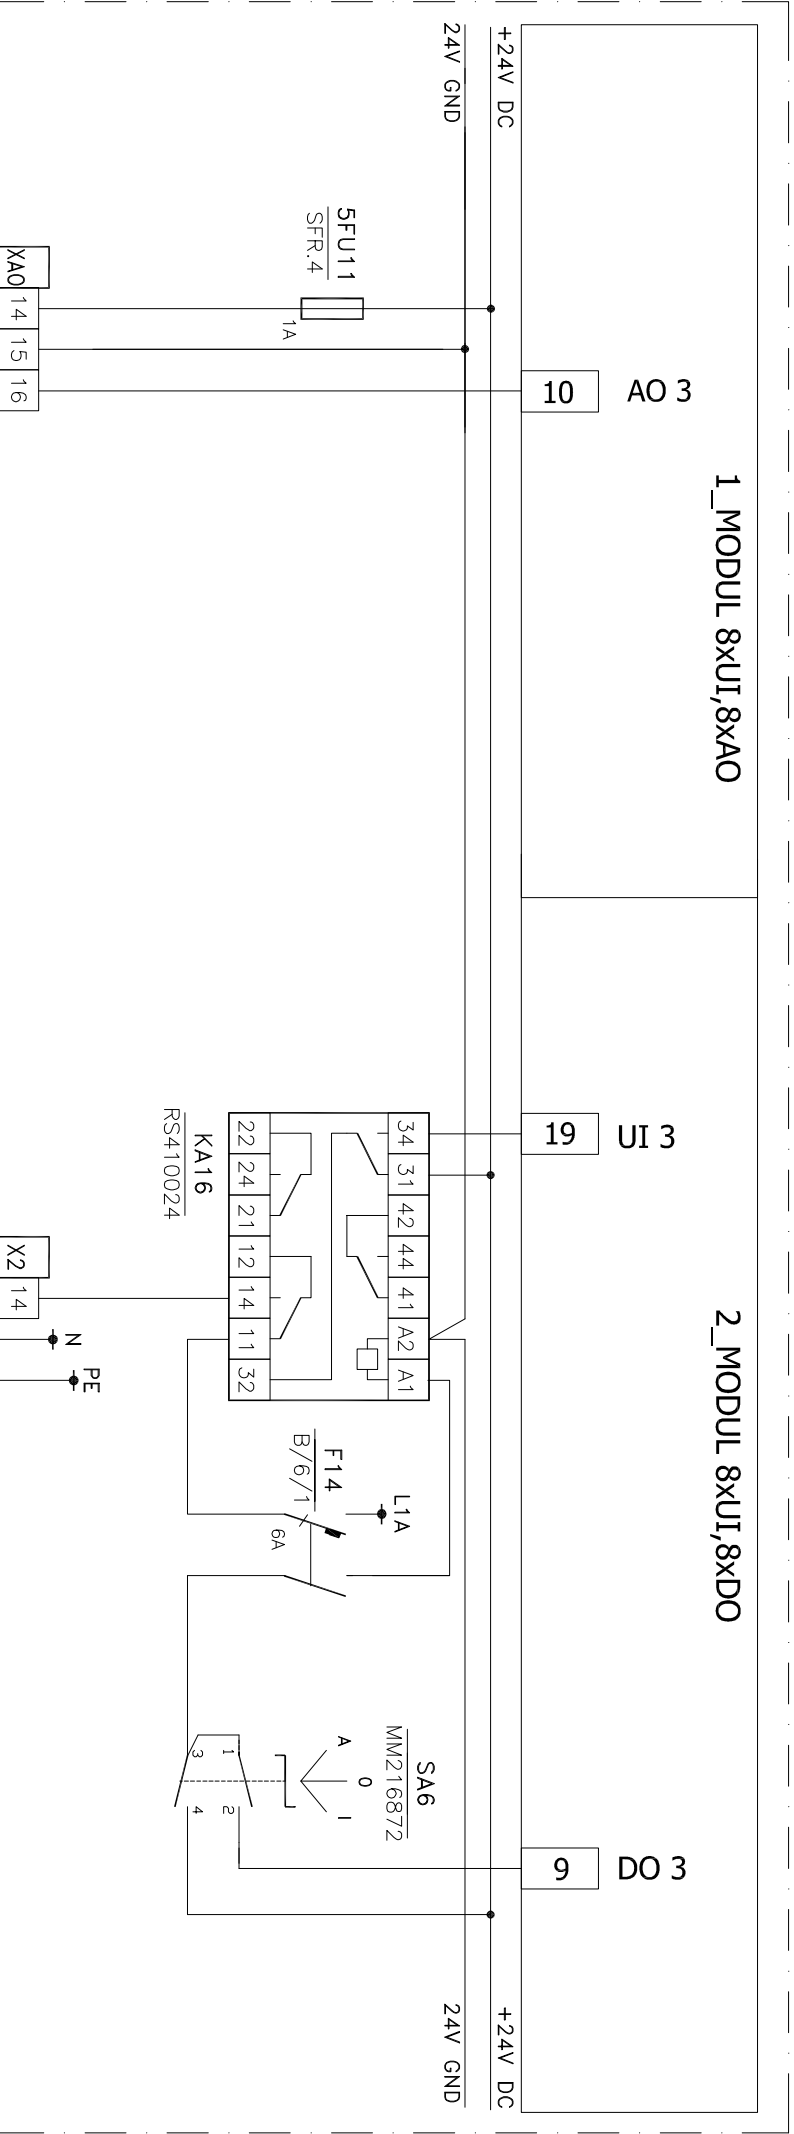 24V GND
+24V DC
5FU11
SFR.4
1A
XA0
14
15
16
10
AO 3
1_MODUL 8xUI,8xAO
19
UI 3
2_MODUL 8xUI,8xDO
34
31
42
44
41
A2
A1
22
24
21
12
14
11
32
KA16
RS410024
X2
14
N
PE
F14
B/6/1
6A
L1A
SA6
MM216872
A
0
I
1
2
3
4
9
DO 3
24V GND
+24V DC